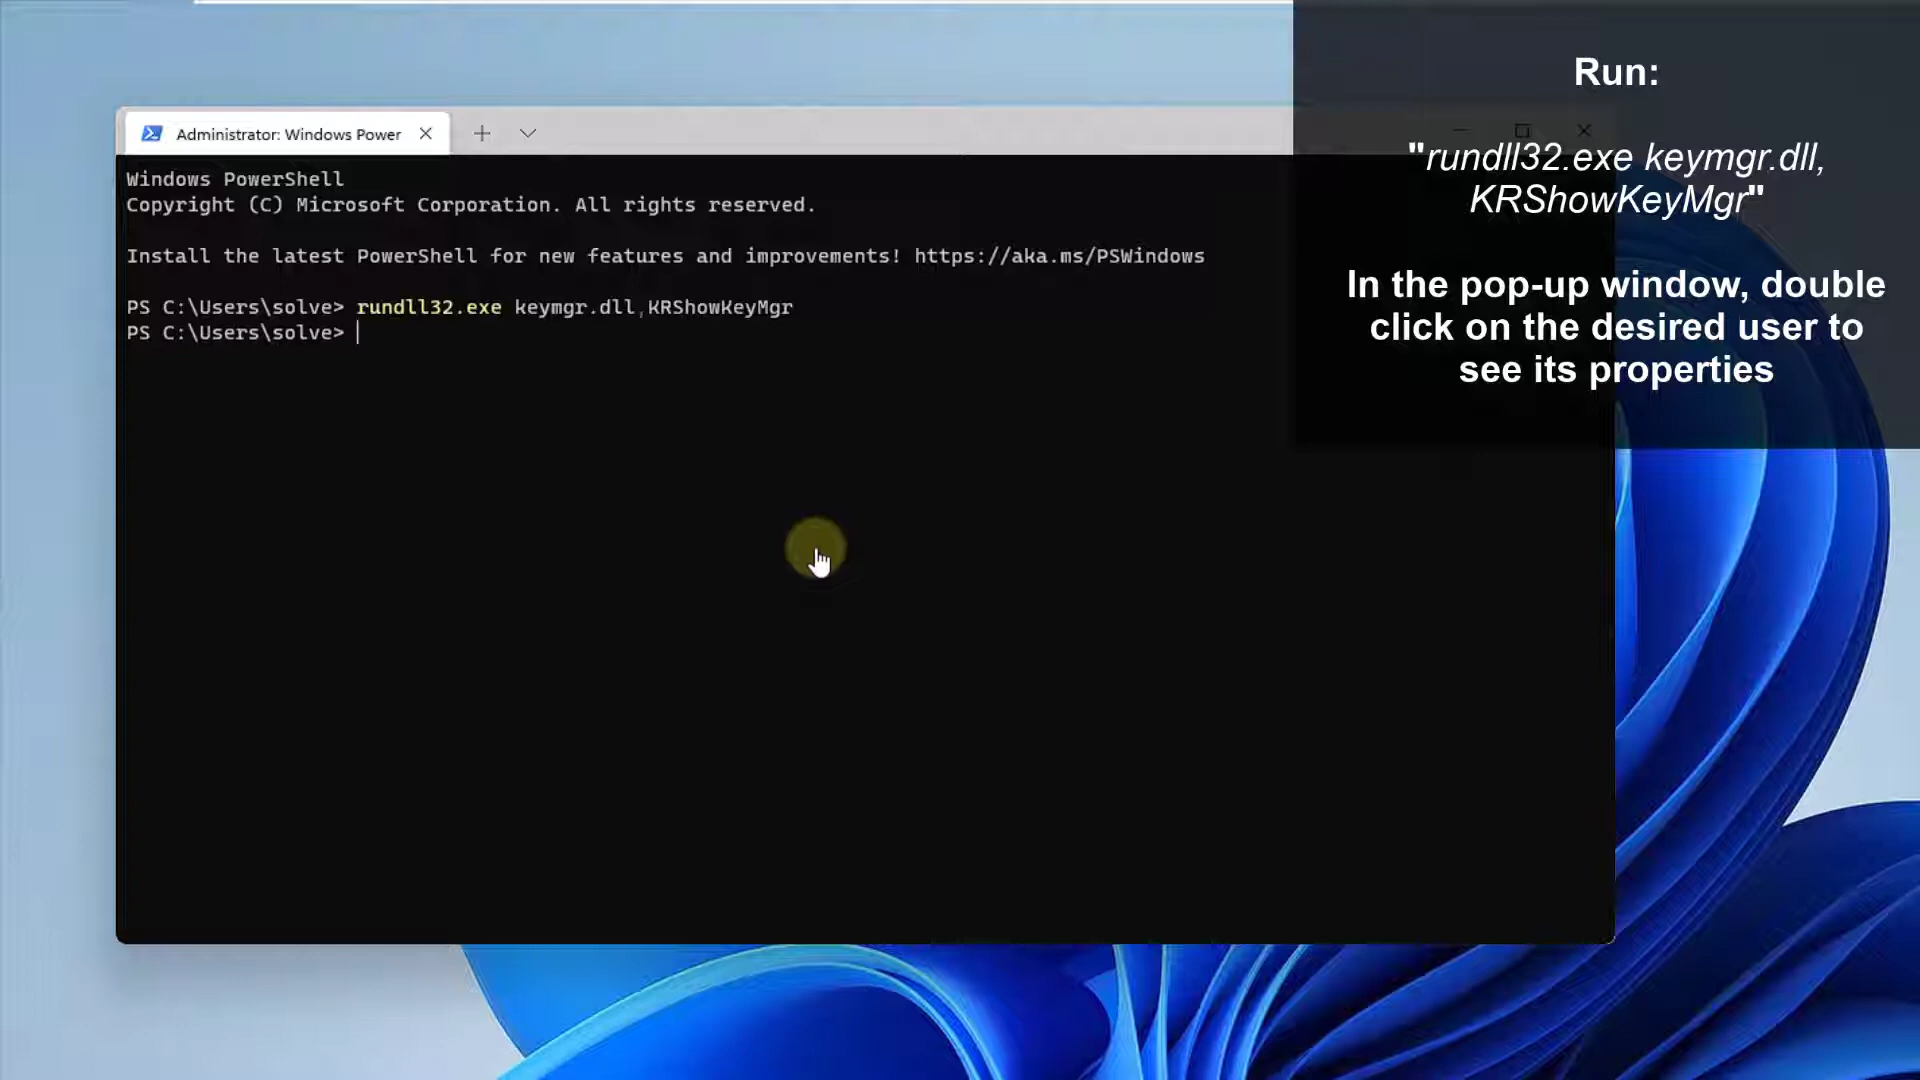 Administrator: Windows Power
Windows PowerShell
Copyright (C) Microsoft Corporation. All rights reserved.
Install the latest PowerShell for new features and improvements! https://aka.ms/PSWindows
PS C:\Users\solve> rundll32.exe keymgr.dll,KRShowKeyMgr
PS C:\Users\solve>
Run:
"rundll32.exe keymgr.dll,
KRShowKeyMgr"
In the pop-up window, double
click on the desired user to
see its properties